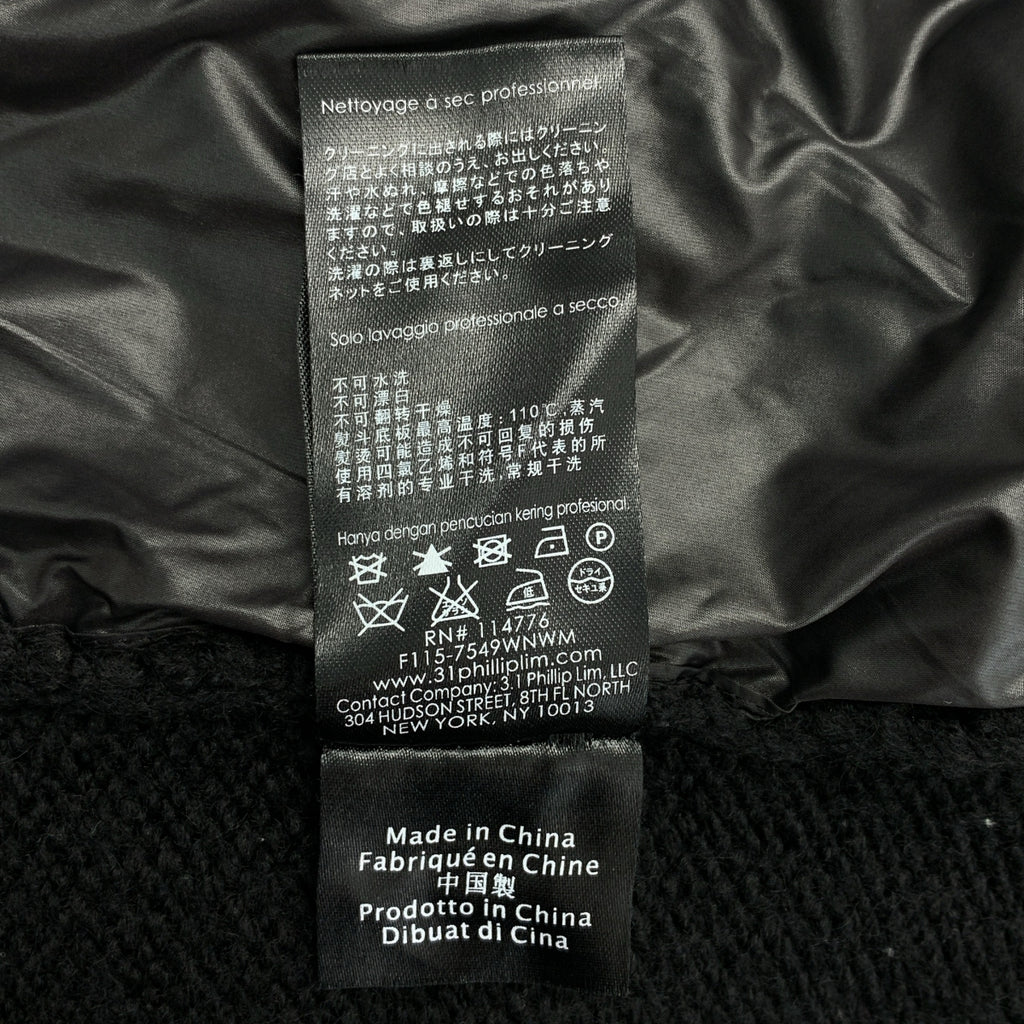 Nettoyage à sec professionnel.
クリーニングに出される際にはクリーニン
グ店とよく相談のうえ、お出しください。
汗や水ぬれ、摩擦などでの色落ちや
洗濯などで色褪せするおそれがあり
ますので、取扱いの際は十分ご注意
ください。
洗濯の際は裏返しにしてクリーニング
ネットをご使用ください。
Solo lavaggio professionale a secco.
不可水洗
不可漂白
不可翻转干燥
熨斗底板最高温度:110℃,蒸汽
熨烫可能造成不可回复的损伤
使用四氯乙烯和符号F代表的所
有溶剂的专业干洗,常规干洗
Hanya dengan pencucian kering profesional.
P
ドライ
セキユ系
低
RN# 114776
F115-7549WNWM
www.31philliplim.com
Contact Company: 3 1 Phillip Lim, LLC
304 HUDSON STREET, 8TH FL NORTH
NEW YORK, NY 10013
Made in China
Fabriqué en Chine
中国製
Prodotto in China
Dibuat di Cina